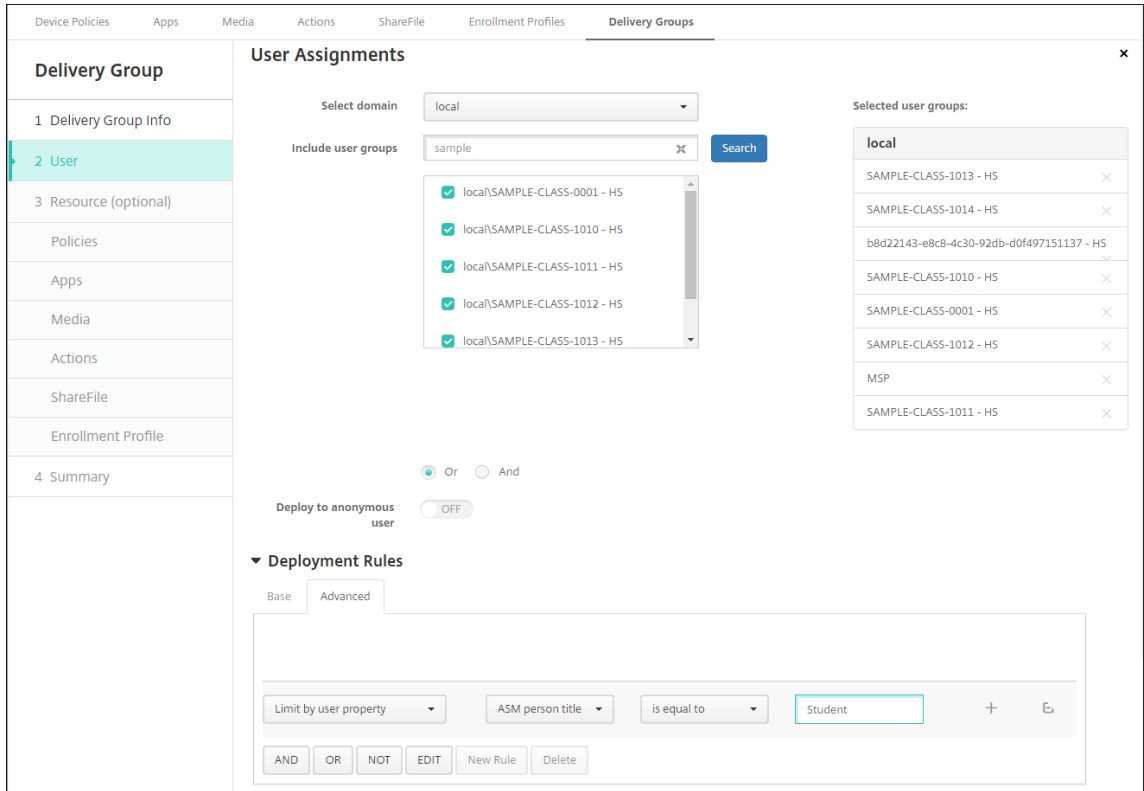 Device Policies Apps Media Actions ShareFile Enrollment Profiles Delivery Groups
Delivery Group
1 Delivery Group Info
2 User
3 Resource (optional)
Policies
Apps
Media
Actions
ShareFile
Enrollment Profile
4 Summary
User Assignments
Select domain local
Include user groups sample Search
local\SAMPLE-CLASS-0001 - HS
local\SAMPLE-CLASS-1010 - HS
local\SAMPLE-CLASS-1011 - HS
local\SAMPLE-CLASS-1012 - HS
local\SAMPLE-CLASS-1013 - HS
Selected user groups:
local
SAMPLE-CLASS-1013 - HS
SAMPLE-CLASS-1014 - HS
b8d22143-e8c8-4c30-92db-d0f497151137 - HS
SAMPLE-CLASS-1010 - HS
SAMPLE-CLASS-0001 - HS
SAMPLE-CLASS-1012 - HS
MSP
SAMPLE-CLASS-1011 - HS
Or And
Deploy to anonymous
user
OFF
Deployment Rules
Base Advanced
Limit by user property ASM person title is equal to Student
AND OR NOT EDIT New Rule Delete